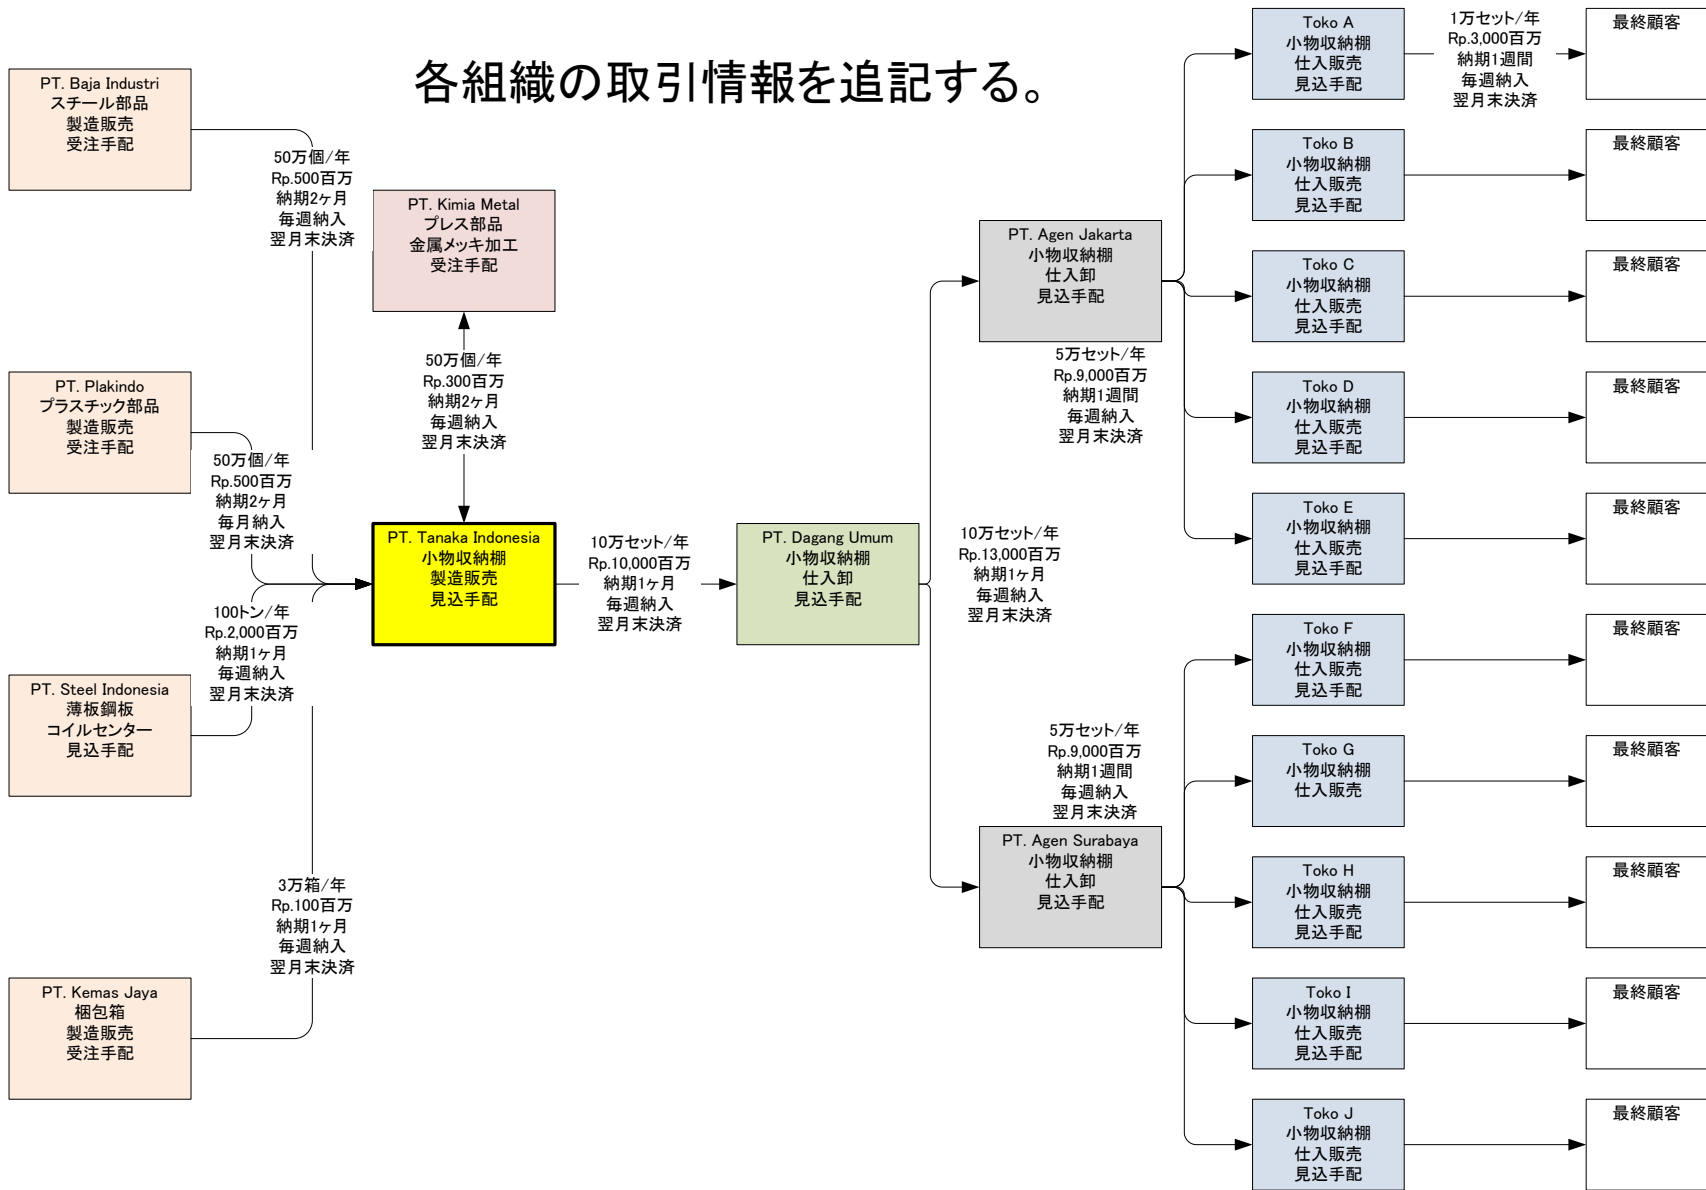 各組織の取引情報を追記する。
PT. Baja Industri
スチール部品
製造販売
受注手配
50万個/年
Rp.500百万
納期2ヶ月
毎週納入
翌月末決済
PT. Kimia Metal
プレス部品
金属メッキ加工
受注手配
50万個/年
Rp.300百万
納期2ヶ月
毎週納入
翌月末決済
PT. Plakindo
プラスチック部品
製造販売
受注手配
50万個/年
Rp.500百万
納期2ヶ月
毎月納入
翌月末決済
PT. Tanaka Indonesia
小物収納棚
製造販売
見込手配
100トン/年
Rp.2,000百万
納期1ヶ月
毎週納入
翌月末決済
PT. Steel Indonesia
薄板鋼板
コイルセンター
見込手配
3万箱/年
Rp.100百万
納期1ヶ月
毎週納入
翌月末決済
PT. Kemas Jaya
梱包箱
製造販売
受注手配
10万セット/年
Rp.10,000百万
納期1ヶ月
毎週納入
翌月末決済
PT. Dagang Umum
小物収納棚
仕入卸
見込手配
10万セット/年
Rp.13,000百万
納期1ヶ月
毎週納入
翌月末決済
PT. Agen Jakarta
小物収納棚
仕入卸
見込手配
5万セット/年
Rp.9,000百万
納期1週間
毎週納入
翌月末決済
5万セット/年
Rp.9,000百万
納期1週間
毎週納入
翌月末決済
PT. Agen Surabaya
小物収納棚
仕入卸
見込手配
Toko A
小物収納棚
仕入販売
見込手配
1万セット/年
Rp.3,000百万
納期1週間
毎週納入
翌月末決済
最終顧客
Toko B
小物収納棚
仕入販売
見込手配
最終顧客
Toko C
小物収納棚
仕入販売
見込手配
最終顧客
Toko D
小物収納棚
仕入販売
見込手配
最終顧客
Toko E
小物収納棚
仕入販売
見込手配
最終顧客
Toko F
小物収納棚
仕入販売
見込手配
最終顧客
Toko G
小物収納棚
仕入販売
最終顧客
Toko H
小物収納棚
仕入販売
見込手配
最終顧客
Toko I
小物収納棚
仕入販売
見込手配
最終顧客
Toko J
小物収納棚
仕入販売
見込手配
最終顧客